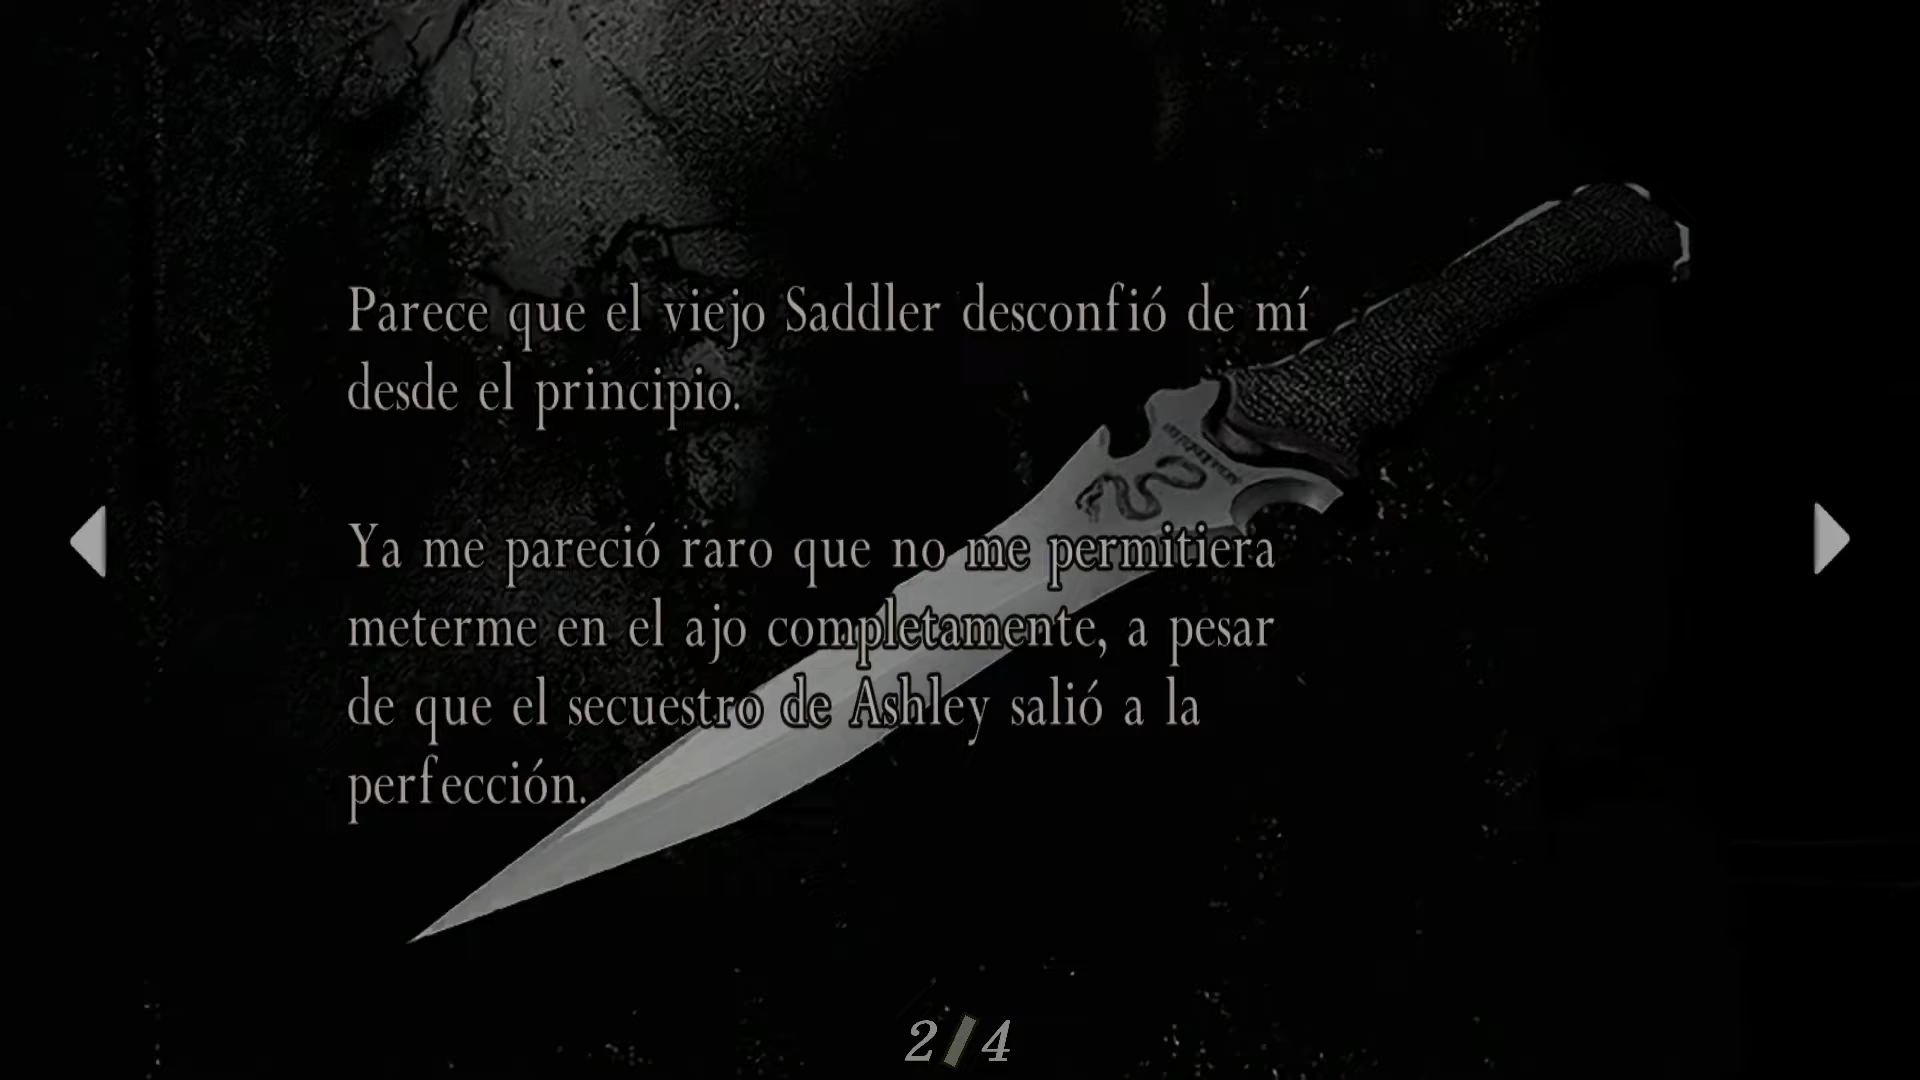 Parece que el viejo Saddler desconfió de mí
desde el principio.
Ya me pareció raro que no me permitiera
meterme en el ajo completamente, a pesar
de que el secuestro de Ashley salió a la
perfección.
2/4